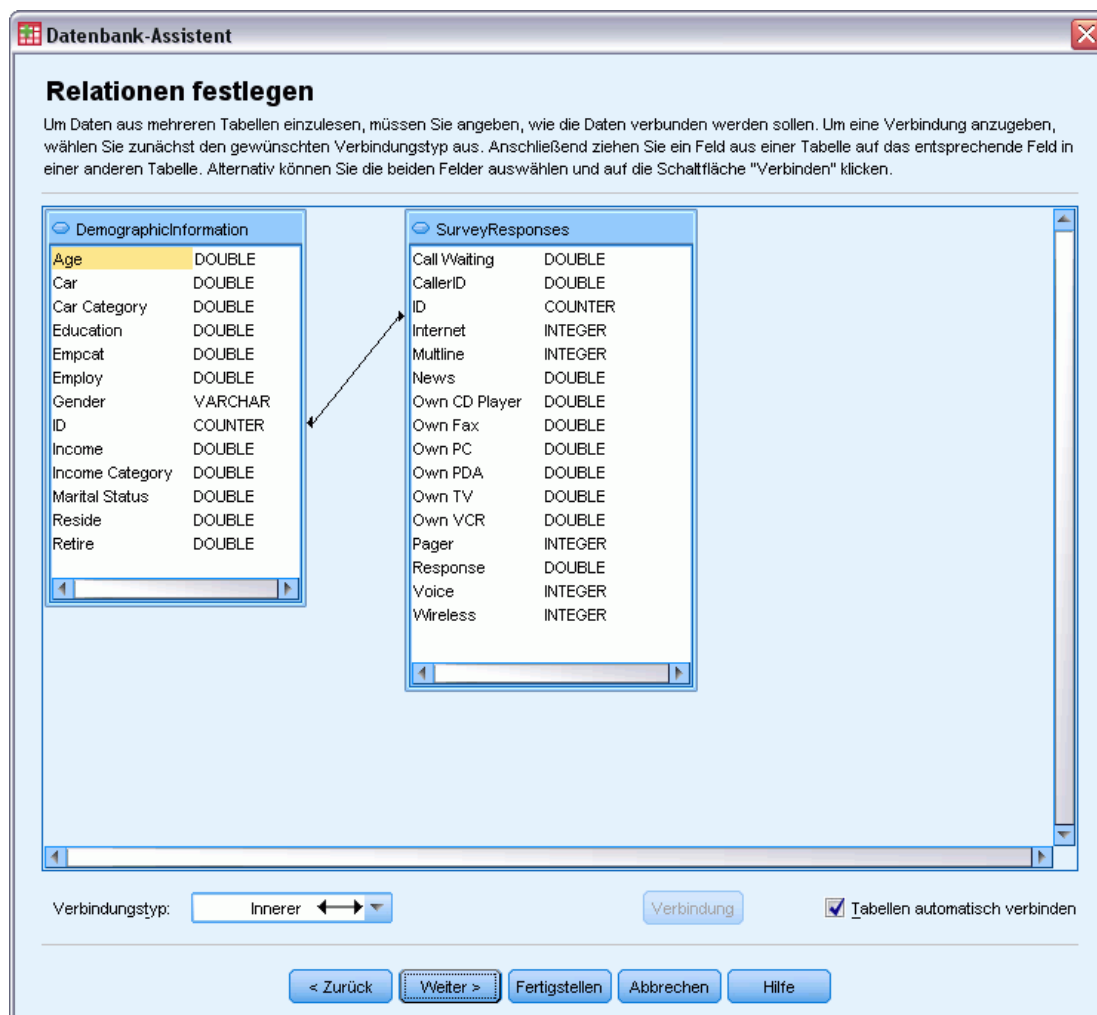 Datenbank-Assistent
Relationen festlegen
Um Daten aus mehreren Tabellen einzulesen, müssen Sie angeben, wie die Daten verbunden werden sollen. Um eine Verbindung anzugeben,
wählen Sie zunächst den gewünschten Verbindungstyp aus. Anschließend ziehen Sie ein Feld aus einer Tabelle auf das entsprechende Feld in
einer anderen Tabelle. Alternativ können Sie die beiden Felder auswählen und auf die Schaltfläche "Verbinden" klicken.
DemographicInformation
Age DOUBLE
Car DOUBLE
Car Category DOUBLE
Education DOUBLE
Empcat DOUBLE
Employ DOUBLE
Gender VARCHAR
ID COUNTER
Income DOUBLE
Income Category DOUBLE
Marital Status DOUBLE
Reside DOUBLE
Retire DOUBLE
SurveyResponses
Call Waiting DOUBLE
CallerID DOUBLE
ID COUNTER
Internet INTEGER
Multline INTEGER
News DOUBLE
Own CD Player DOUBLE
Own Fax DOUBLE
Own PC DOUBLE
Own PDA DOUBLE
Own TV DOUBLE
Own VCR DOUBLE
Pager INTEGER
Response DOUBLE
Voice INTEGER
Wireless INTEGER
Verbindungstyp: Innerer Verbindung Tabellen automatisch verbinden
< Zurück Weiter > Fertigstellen Abbrechen Hilfe